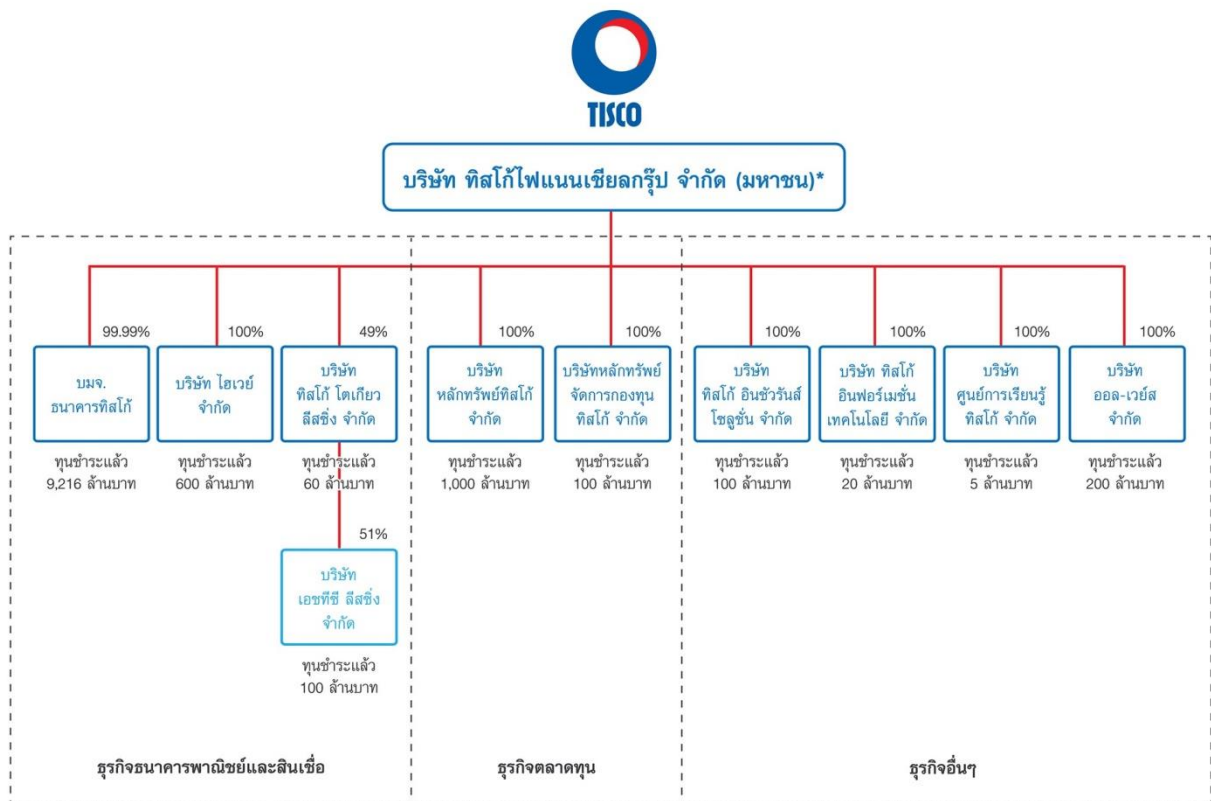 TISCO
บริษัท ทิสโก้ไฟแนนเชียลกรุ๊ป จำกัด (มหาชน)*
99.99%
บมจ.
ธนาคารทิสโก้
ทุนชำระแล้ว
9,216 ล้านบาท
100%
บริษัท ไฮเวย์
จำกัด
ทุนชำระแล้ว
600 ล้านบาท
49%
บริษัท
ทิสโก้ โตเกียว
ลีสซิ่ง จำกัด
ทุนชำระแล้ว
60 ล้านบาท
51%
บริษัท
เอชทีซี ลีสซิ่ง
จำกัด
ทุนชำระแล้ว
100 ล้านบาท
ธุรกิจธนาคารพาณิชย์และสินเชื่อ
100%
บริษัท
หลักทรัพย์ทิสโก้
จำกัด
ทุนชำระแล้ว
1,000 ล้านบาท
100%
บริษัทหลักทรัพย์
จัดการกองทุน
ทิสโก้ จำกัด
ทุนชำระแล้ว
100 ล้านบาท
ธุรกิจตลาดทุน
100%
บริษัท
ทิสโก้ อินชัวรันส์
โซลูชั่น จำกัด
ทุนชำระแล้ว
100 ล้านบาท
100%
บริษัท ทิสโก้
อินฟอร์เมชั่น
เทคโนโลยี จำกัด
ทุนชำระแล้ว
20 ล้านบาท
100%
บริษัท
ศูนย์การเรียนรู้
ทิสโก้ จำกัด
ทุนชำระแล้ว
5 ล้านบาท
100%
บริษัท
ออล-เวย์ส
จำกัด
ทุนชำระแล้ว
200 ล้านบาท
ธุรกิจอื่นๆ